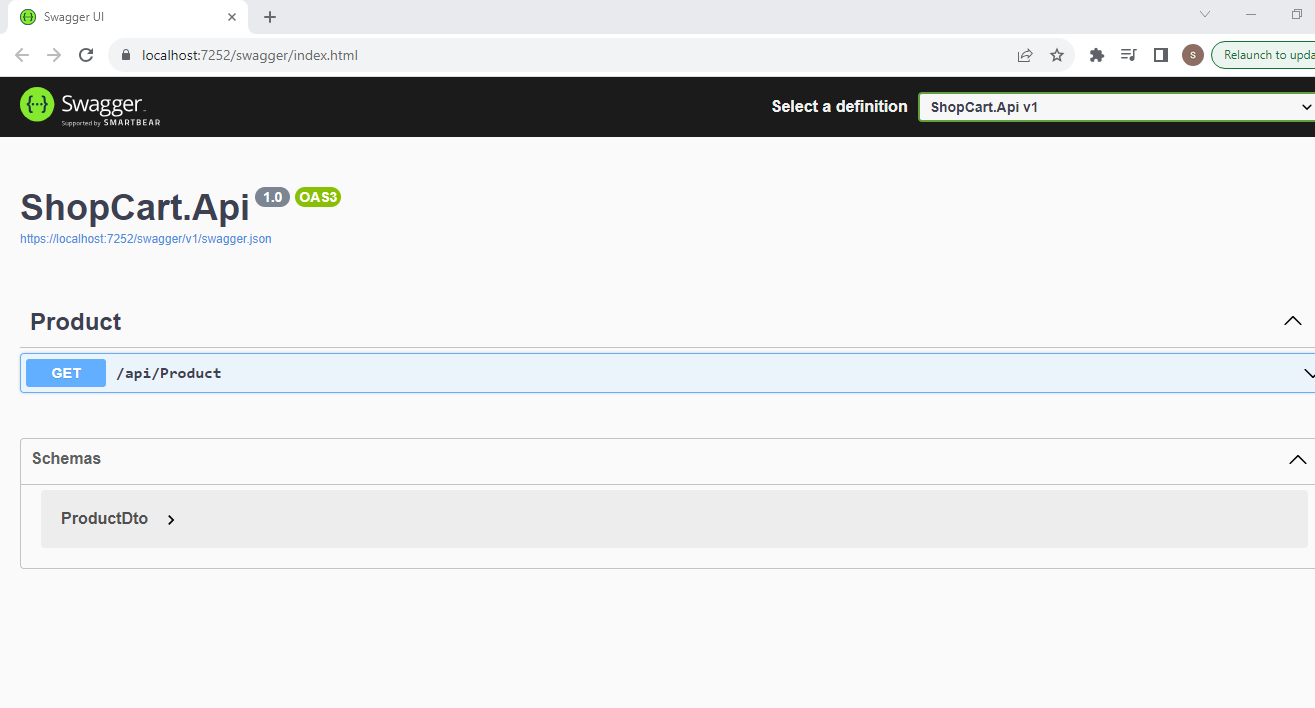 Swagger UI
localhost:7252/swagger/index.html
S
Relaunch to upda
Swagger
Supported by SMARTBEAR
Select a definition
ShopCart.Api v1
ShopCart.Api 1.0 OAS3
https://localhost:7252/swagger/v1/swagger.json
Product
GET /api/Product
Schemas
ProductDto